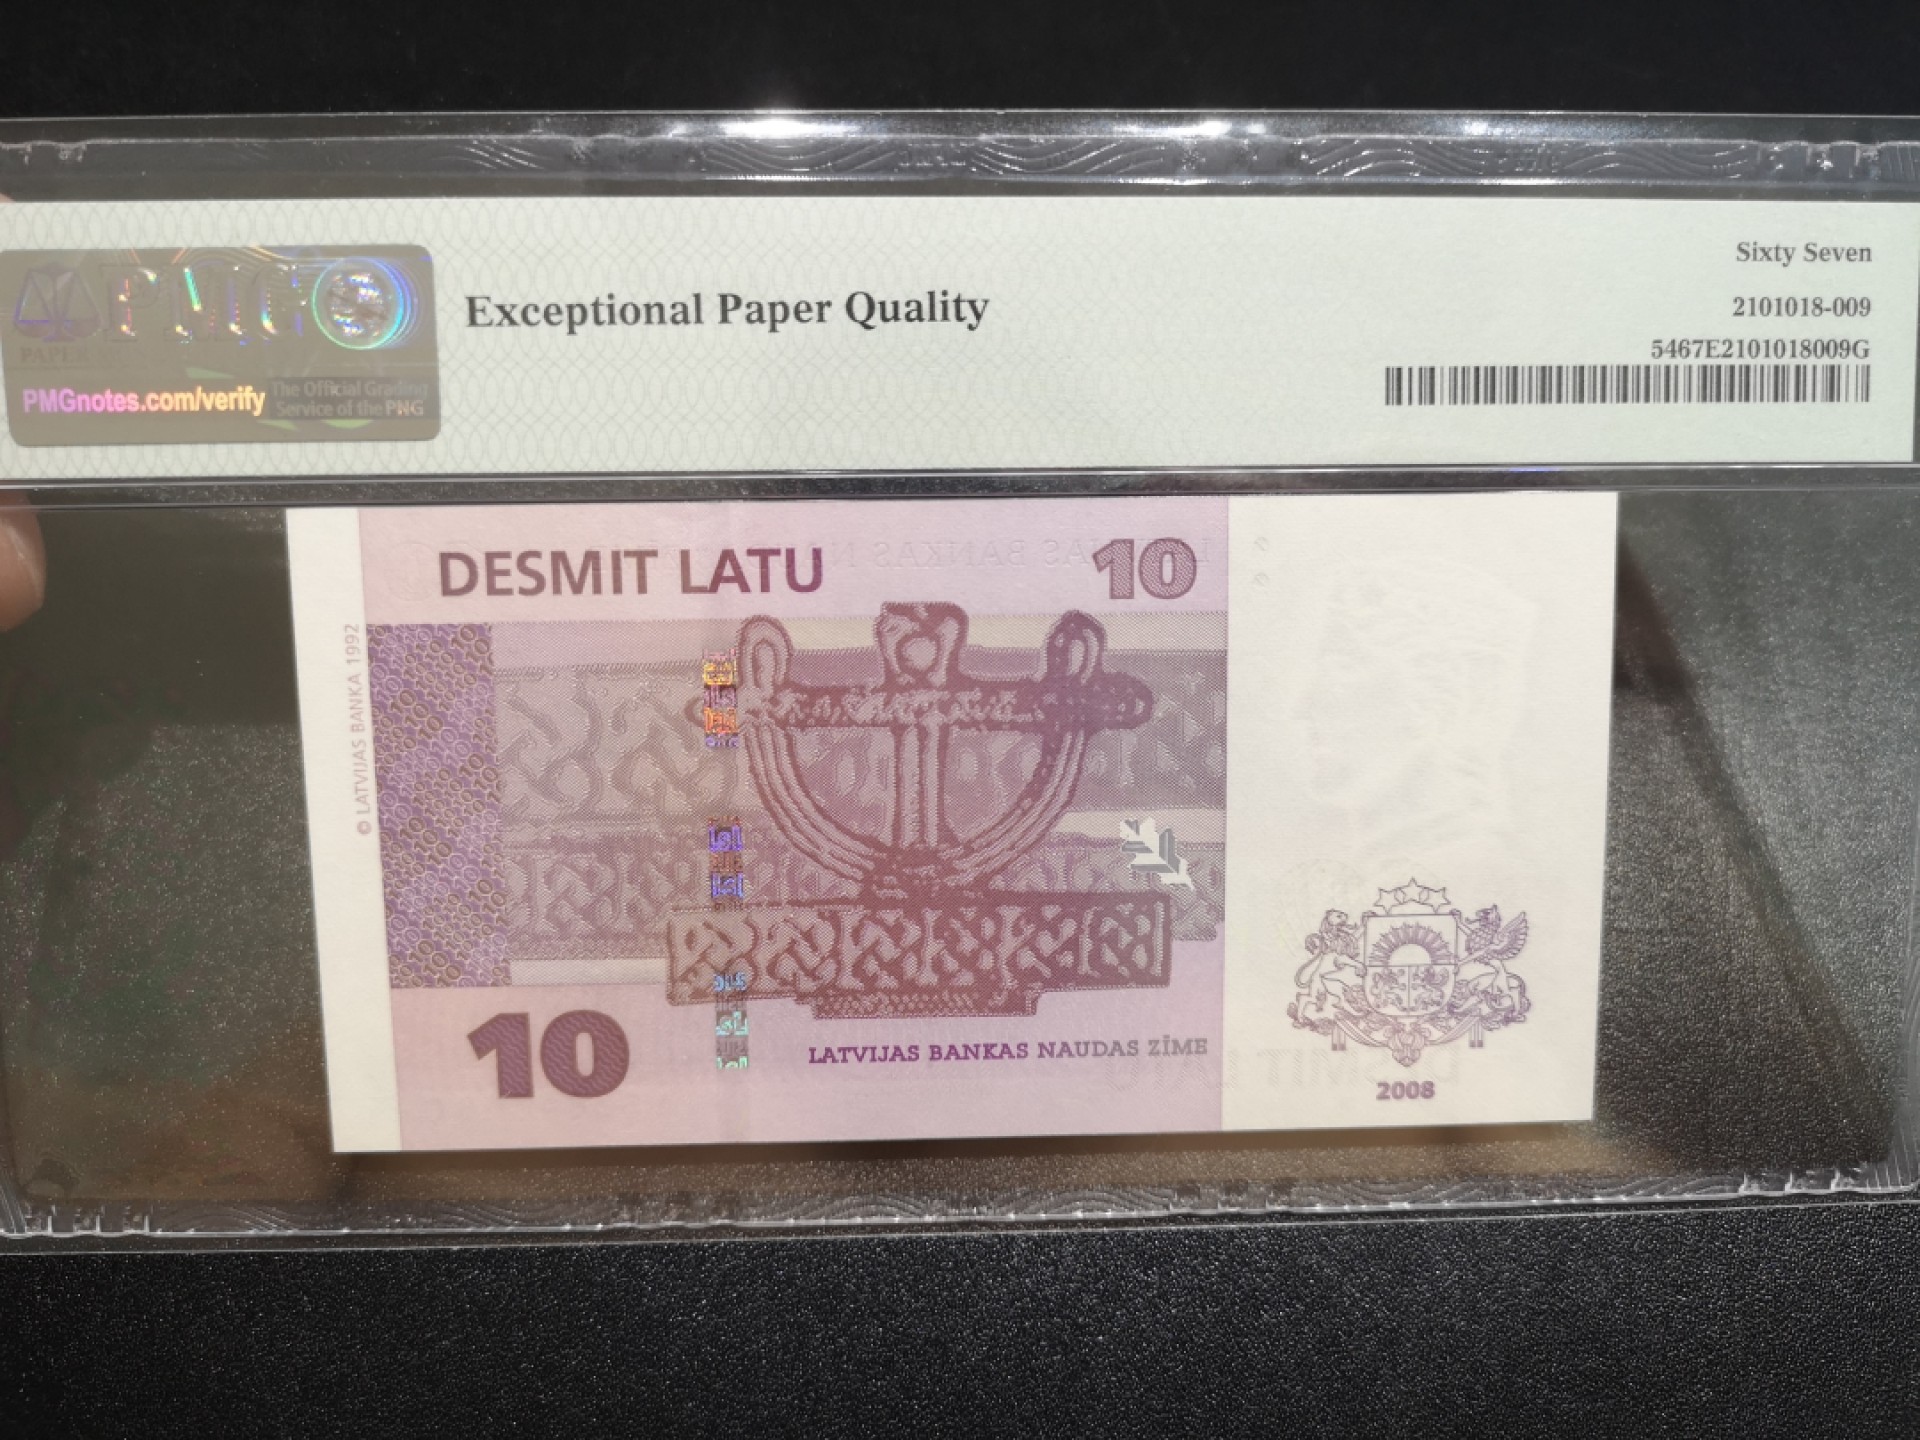 Sixty Seven
Exceptional Paper Quality
2101018-009
5467E2101018009G
PMG
PAPER
PMGnotes.com/verify
The Official Grading
Service of the PNG
DESMIT LATU
10
© LATVIJAS BANKA 1992
10
LATVIJAS BANKAS NAUDAS ZĪME
2008